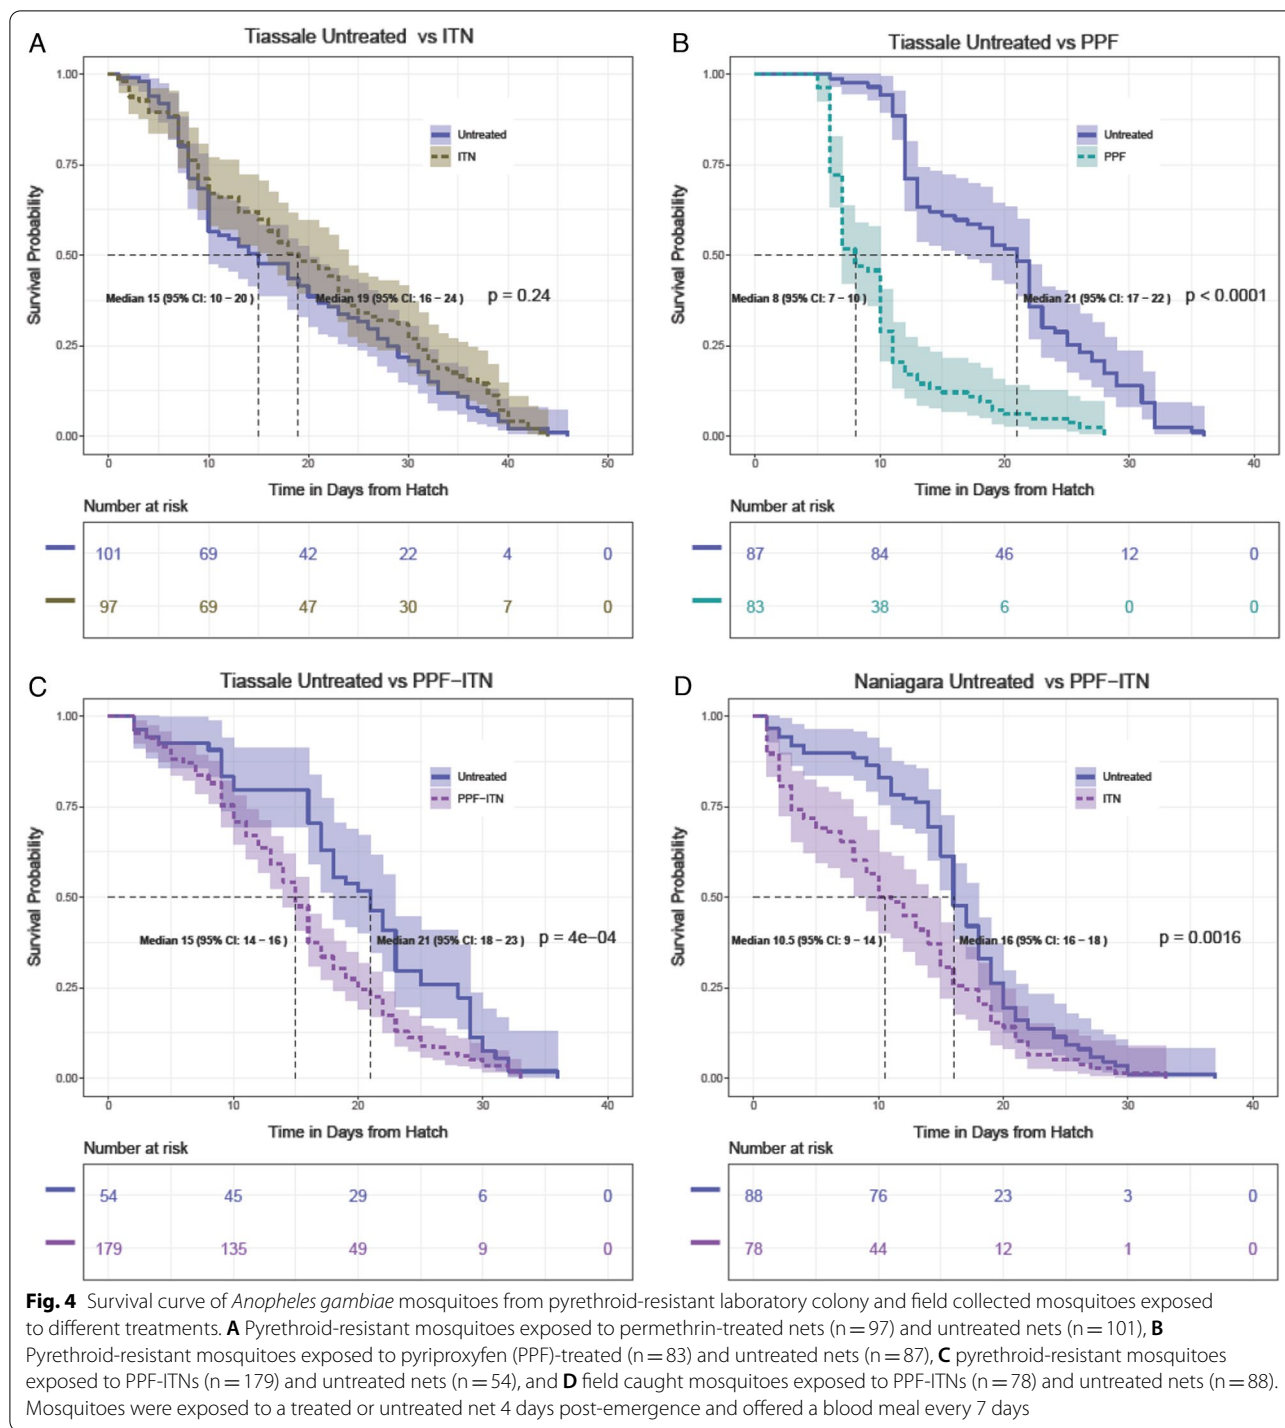 A
Tiassale Untreated vs ITN
Survival Probability
1.00
0.75
0.50
0.25
0.00
Untreated
ITN
Median 15 (95% CI: 10 – 20 )
Median 19 (95% CI: 16 – 24 )
p = 0.24
0 10 20 30 40 50
Time in Days from Hatch
Number at risk
101 69 42 22 4 0
97 69 47 30 7 0
B
Tiassale Untreated vs PPF
Survival Probability
1.00
0.75
0.50
0.25
0.00
Untreated
PPF
Median 8 (95% CI: 7 – 10 )
Median 21 (95% CI: 17 – 22 )
p < 0.0001
0 10 20 30 40
Time in Days from Hatch
Number at risk
87 84 46 12 0
83 38 6 0 0
C
Tiassale Untreated vs PPF–ITN
Survival Probability
1.00
0.75
0.50
0.25
0.00
Untreated
PPF–ITN
Median 15 (95% CI: 14 – 16 )
Median 21 (95% CI: 18 – 23 )
p = 4e–04
0 10 20 30 40
Time in Days from Hatch
Number at risk
54 45 29 6 0
179 135 49 9 0
D
Naniagara Untreated vs PPF–ITN
Survival Probability
1.00
0.75
0.50
0.25
0.00
Untreated
ITN
Median 10.5 (95% CI: 9 – 14 )
Median 16 (95% CI: 16 – 18 )
p = 0.0016
0 10 20 30 40
Time in Days from Hatch
Number at risk
88 76 23 3 0
78 44 12 1 0
Fig. 4 Survival curve of Anopheles gambiae mosquitoes from pyrethroid-resistant laboratory colony and field collected mosquitoes exposed
to different treatments. A Pyrethroid-resistant mosquitoes exposed to permethrin-treated nets (n = 97) and untreated nets (n = 101), B
Pyrethroid-resistant mosquitoes exposed to pyriproxyfen (PPF)-treated (n = 83) and untreated nets (n = 87), C pyrethroid-resistant mosquitoes
exposed to PPF-ITNs (n = 179) and untreated nets (n = 54), and D field caught mosquitoes exposed to PPF-ITNs (n = 78) and untreated nets (n = 88).
Mosquitoes were exposed to a treated or untreated net 4 days post-emergence and offered a blood meal every 7 days